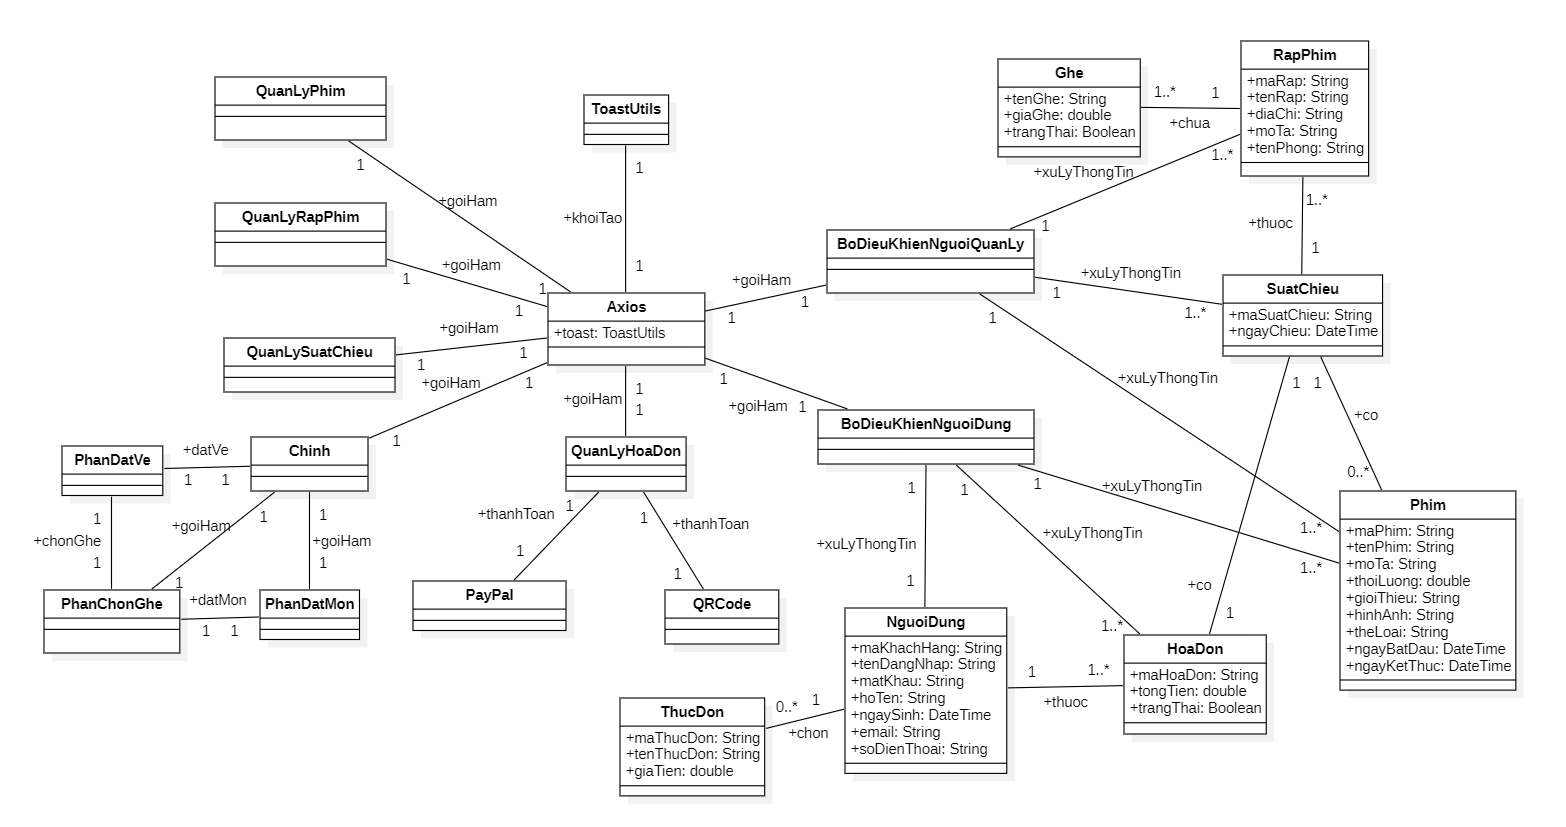 QuanLyPhim
1
+goiHam
ToastUtils
1
+khoiTao
1
QuanLyRapPhim
1
+goiHam
1
1
Axios
+toast: ToastUtils
QuanLySuatChieu
1
+goiHam
1
+goiHam
1
1
+goiHam
1
1
+goiHam
1
1
+goiHam
1
1
BoDieuKhienNguoiQuanLy
1
+xuLyThongTin
1..*
1
+xuLyThongTin
1..*
1
+xuLyThongTin
1..*
Ghe
+tenGhe: String
+giaGhe: double
+trangThai: Boolean
1..*
1
+chua
RapPhim
+maRap: String
+tenRap: String
+diaChi: String
+moTa: String
+tenPhong: String
1..*
+thuoc
1
SuatChieu
+maSuatChieu: String
+ngayChieu: DateTime
1
1
+co
0..*
+co
1
BoDieuKhienNguoiDung
1
+xuLyThongTin
1
1
+xuLyThongTin
1..*
1
+xuLyThongTin
1..*
Phim
+maPhim: String
+tenPhim: String
+moTa: String
+thoiLuong: double
+gioiThieu: String
+hinhAnh: String
+theLoai: String
+ngayBatDau: DateTime
+ngayKetThuc: DateTime
PhanDatVe
+datVe
1
1
Chinh
1
+chonGhe
1
1
+goiHam
1
1
+goiHam
1
PhanChonGhe
+datMon
1
1
PhanDatMon
QuanLyHoaDon
1
+thanhToan
1
1
+thanhToan
1
PayPal
QRCode
NguoiDung
+maKhachHang: String
+tenDangNhap: String
+matKhau: String
+hoTen: String
+ngaySinh: DateTime
+email: String
+soDienThoai: String
1
1..*
+thuoc
HoaDon
+maHoaDon: String
+tongTien: double
+trangThai: Boolean
ThucDon
+maThucDon: String
+tenThucDon: String
+giaTien: double
0..*
1
+chon